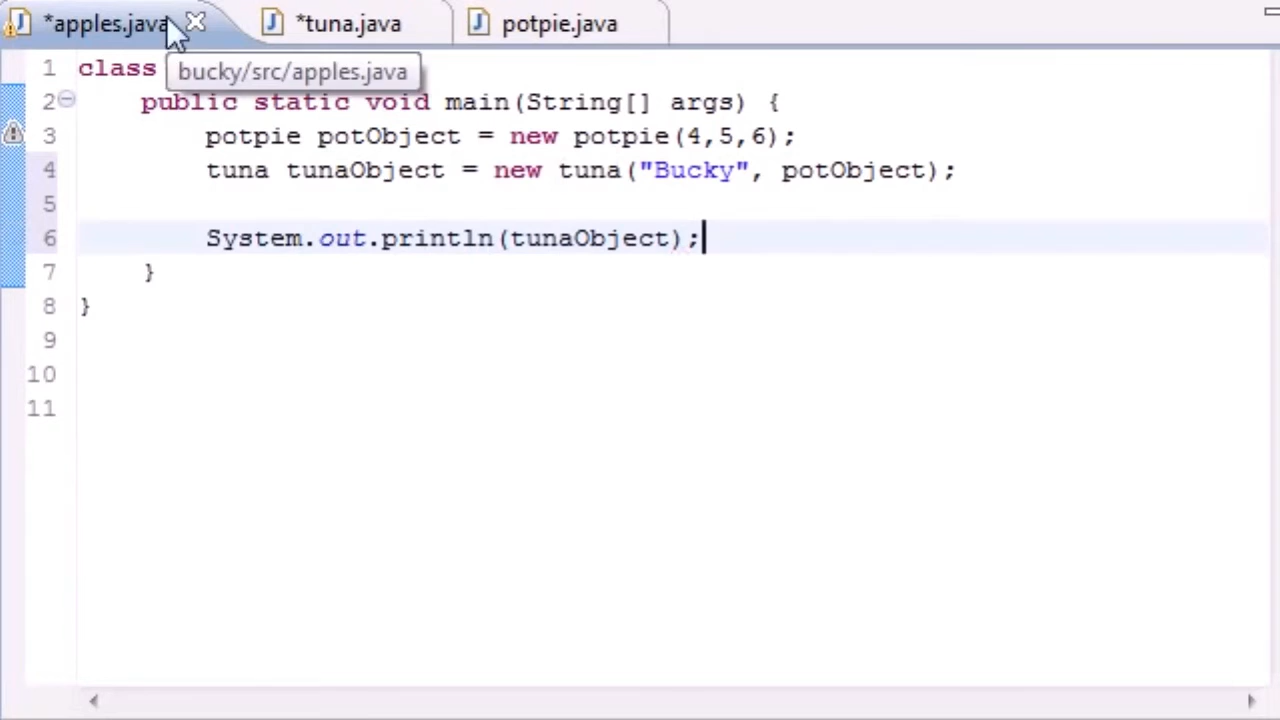 *apples.java *tuna.java potpie.java
1 class
bucky/src/apples.java
2 public static void main(String[] args) {
3 potpie potObject = new potpie(4,5,6);
4 tuna tunaObject = new tuna("Bucky", potObject);
5
6 System.out.println(tunaObject);
7 }
8 }
9
10
11